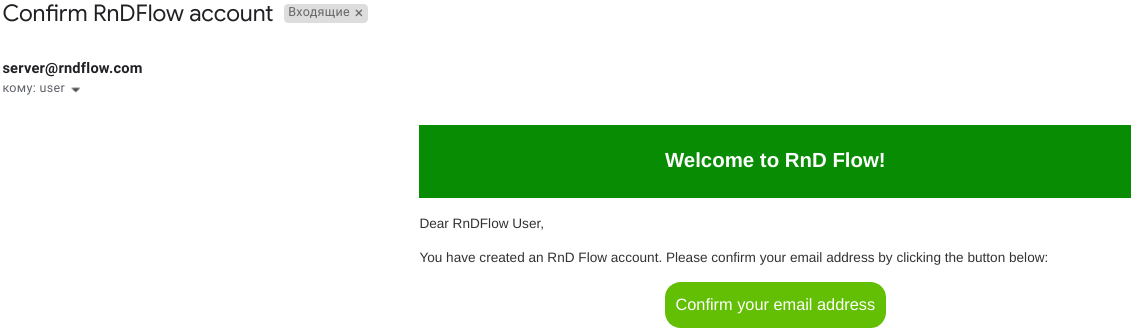 Confirm RnDFlow account Входящие ×
server@rndflow.com
кому: user
Welcome to RnD Flow!
Dear RnDFlow User,
You have created an RnD Flow account. Please confirm your email address by clicking the button below:
Confirm your email address